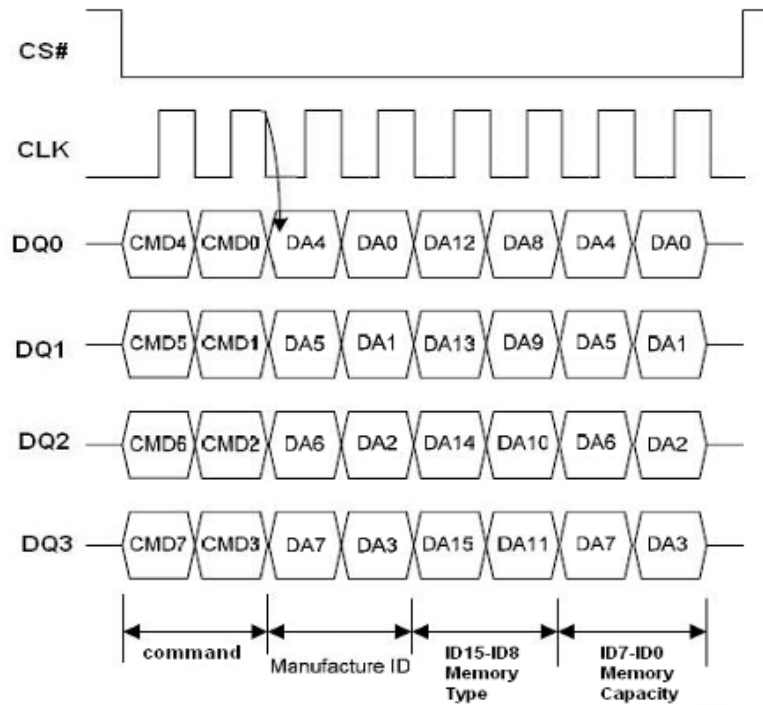 CS#
CLK
DQ0 CMD4 CMD0 DA4 DA0 DA12 DA8 DA4 DA0
DQ1 CMD5 CMD1 DA5 DA1 DA13 DA9 DA5 DA1
DQ2 CMD6 CMD2 DA6 DA2 DA14 DA10 DA6 DA2
DQ3 CMD7 CMD3 DA7 DA3 DA15 DA11 DA7 DA3
command
Manufacture ID
ID15-ID8
Memory
Type
ID7-ID0
Memory
Capacity